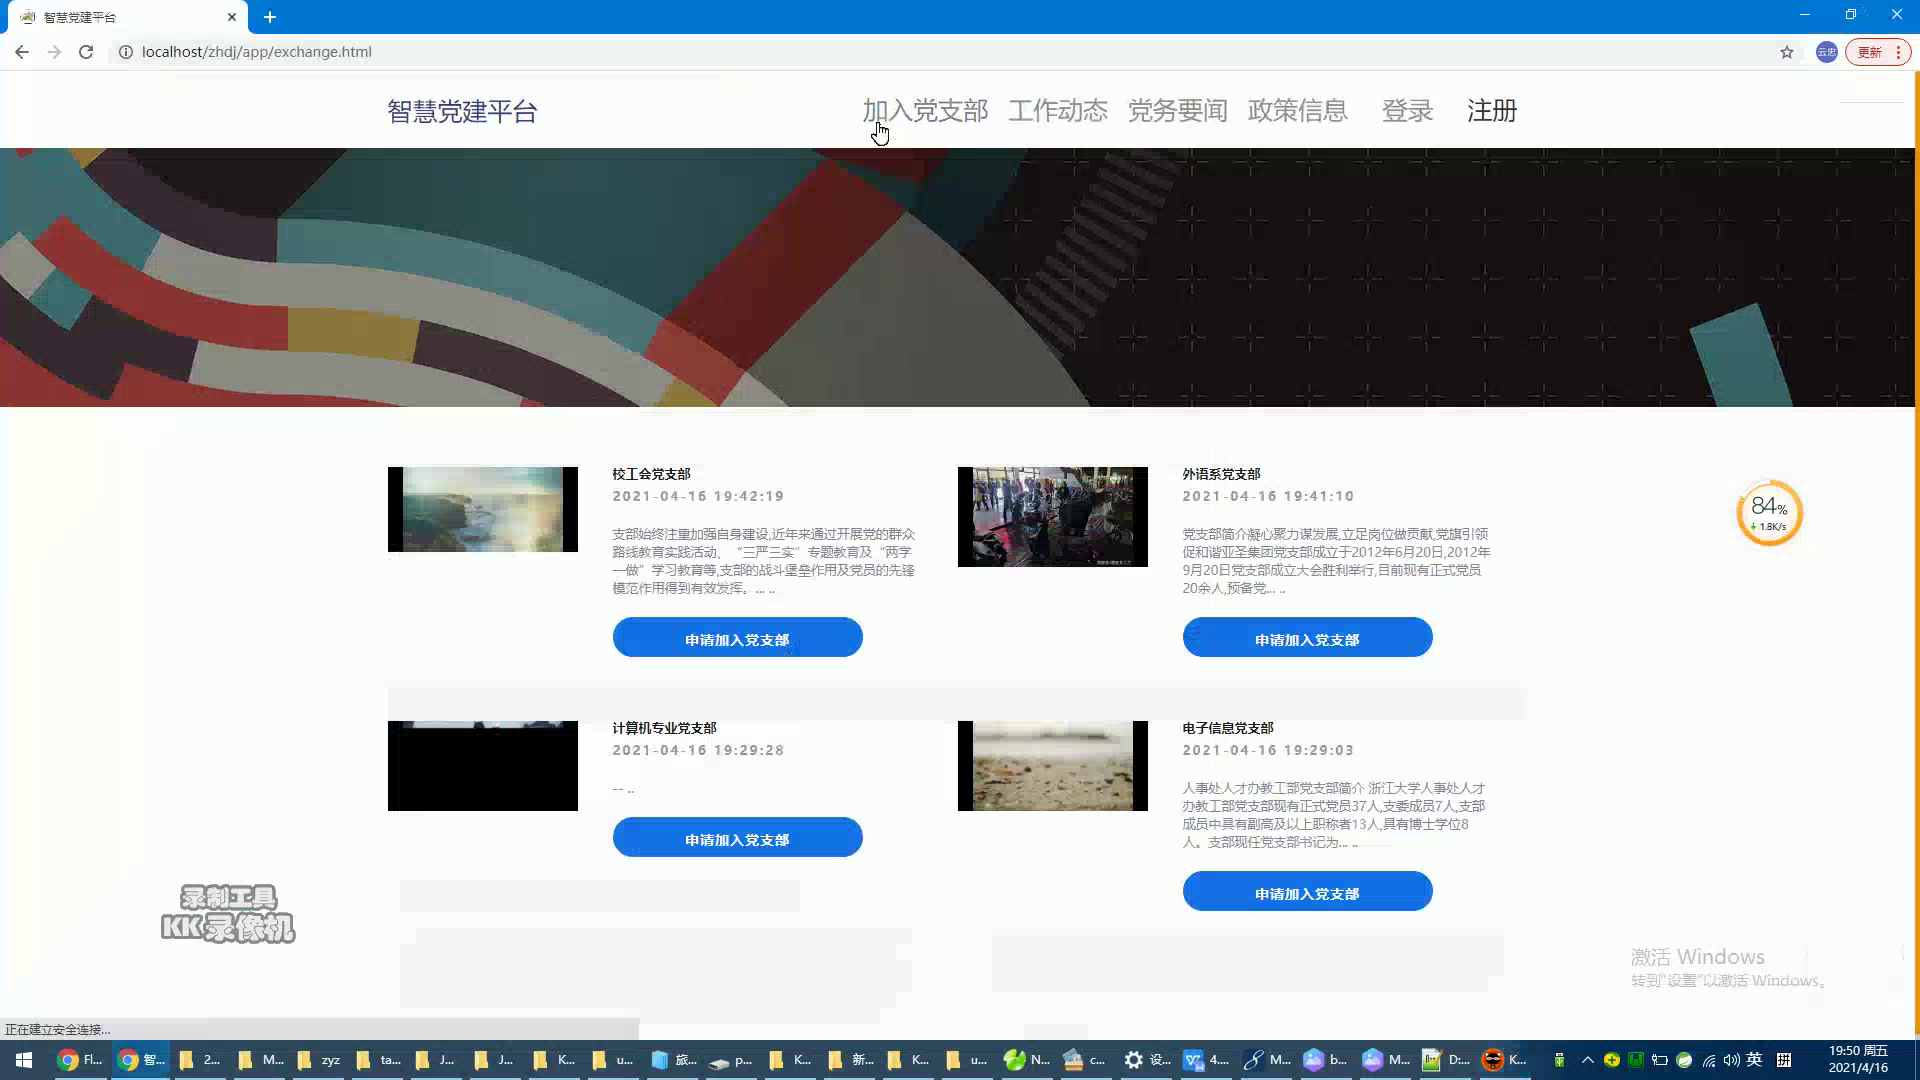 智慧党建平台
localhost/zhdj/app/exchange.html
云忠
更新
智慧党建平台
加入党支部
工作动态
党务要闻
政策信息
登录
注册
校工会党支部
2021-04-16 19:42:19
支部始终注重加强自身建设,近年来通过开展党的群众
路线教育实践活动、“三严三实”专题教育及“两学
一做”学习教育等,支部的战斗堡垒作用及党员的先锋
模范作用得到有效发挥。... ..
申请加入党支部
外语系党支部
2021-04-16 19:41:10
党支部简介凝心聚力谋发展,立足岗位做贡献,党旗引领
促和谐亚圣集团党支部成立于2012年6月20日,2012年
9月20日党支部成立大会胜利举行,目前现有正式党员
20余人,预备党... ..
申请加入党支部
84%
1.8K/s
计算机专业党支部
2021-04-16 19:29:28
-- ..
申请加入党支部
电子信息党支部
2021-04-16 19:29:03
人事处人才办教工部党支部简介 浙江大学人事处人才
办教工部党支部现有正式党员37人,支委成员7人,支部
成员中具有副高及以上职称者13人,具有博士学位8
人。支部现任党支部书记为... ..
申请加入党支部
录制工具
KK录像机
激活 Windows
转到“设置”以激活 Windows。
正在建立安全连接...
Fl...
智...
2...
M...
zyz
ta...
J...
J...
K...
u...
旅...
p...
K...
新...
K...
u...
N...
c...
设...
4....
M...
b...
M...
D:...
K...
英
19:50 周五
2021/4/16